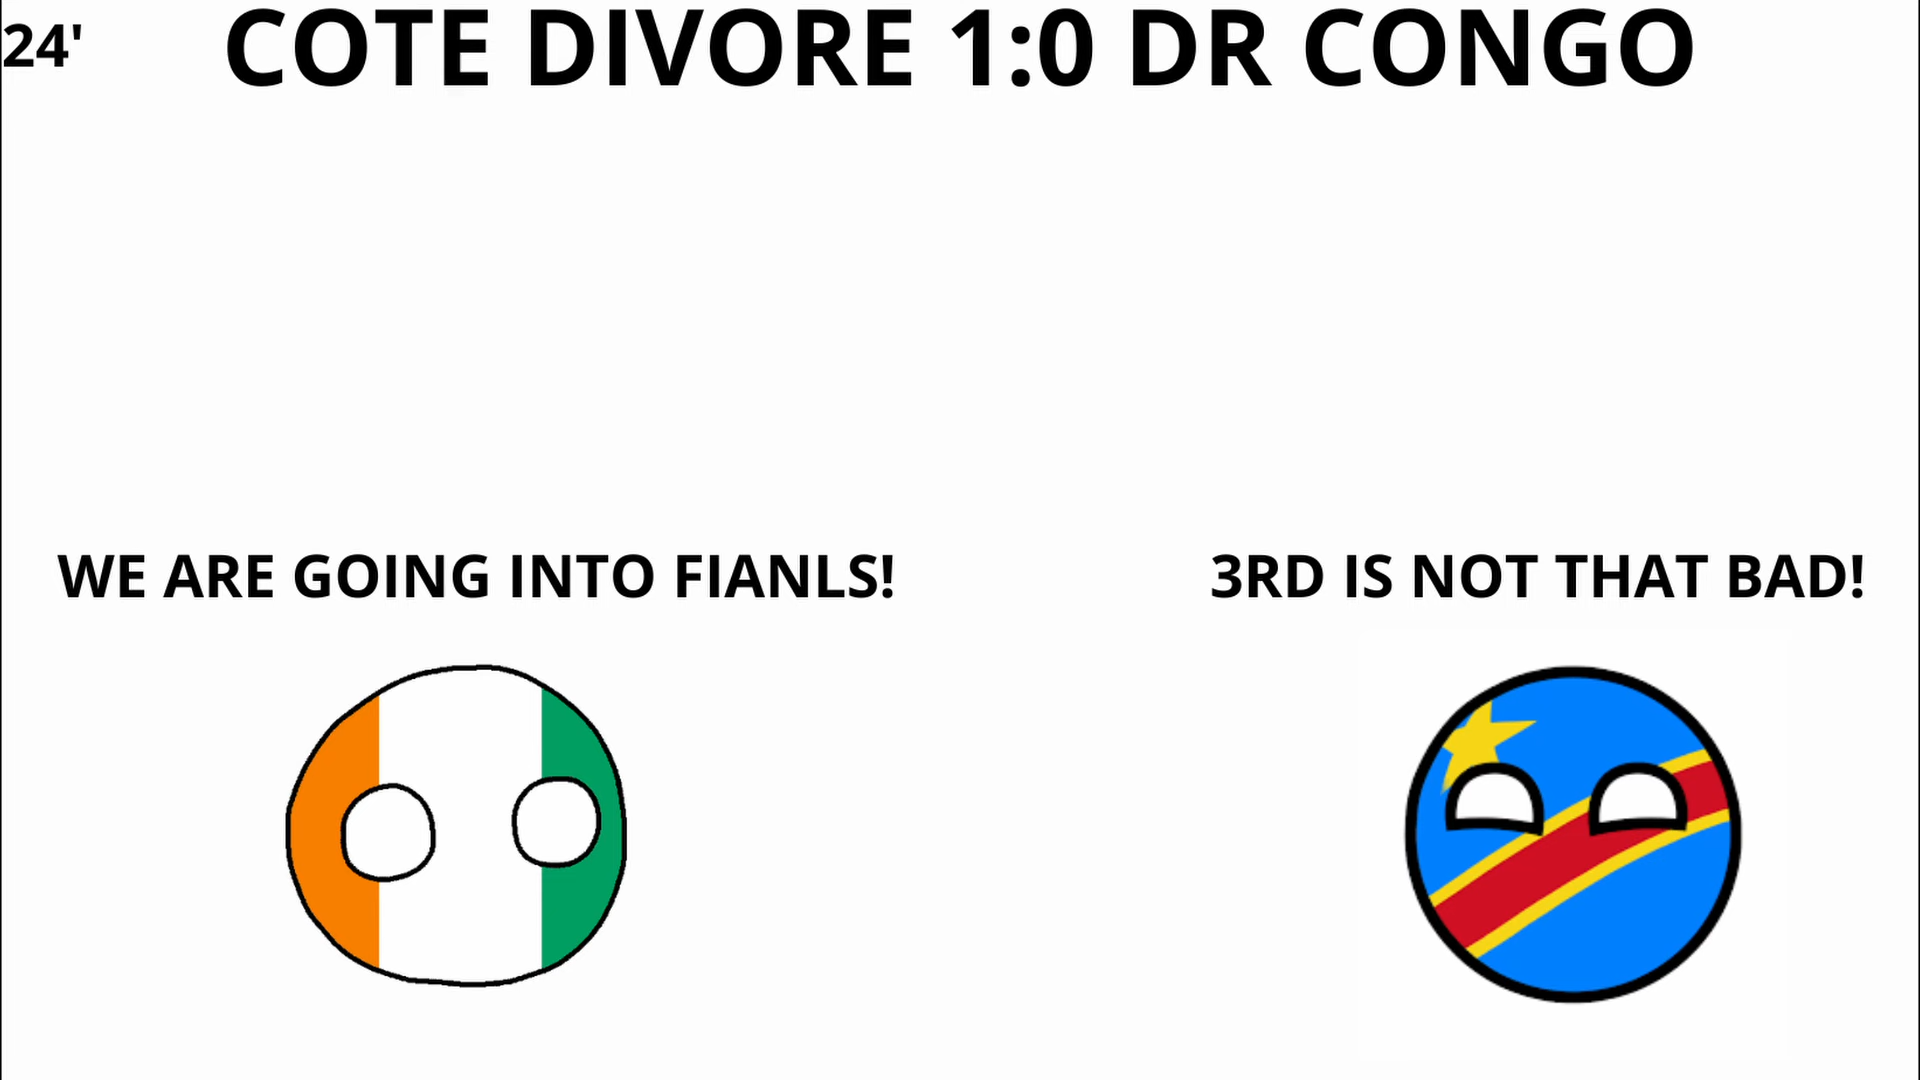 24'
COTE DIVORE 1:0 DR CONGO
WE ARE GOING INTO FIANLS!
3RD IS NOT THAT BAD!